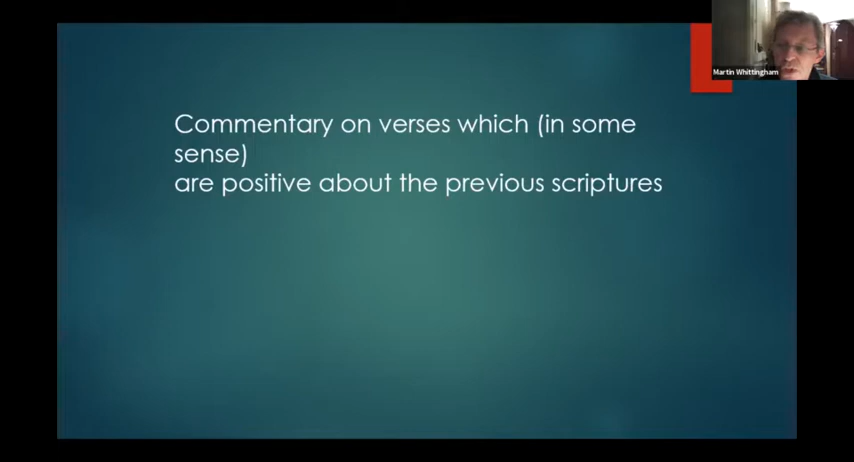 Martin Whittingham
Commentary on verses which (in some
sense)
are positive about the previous scriptures